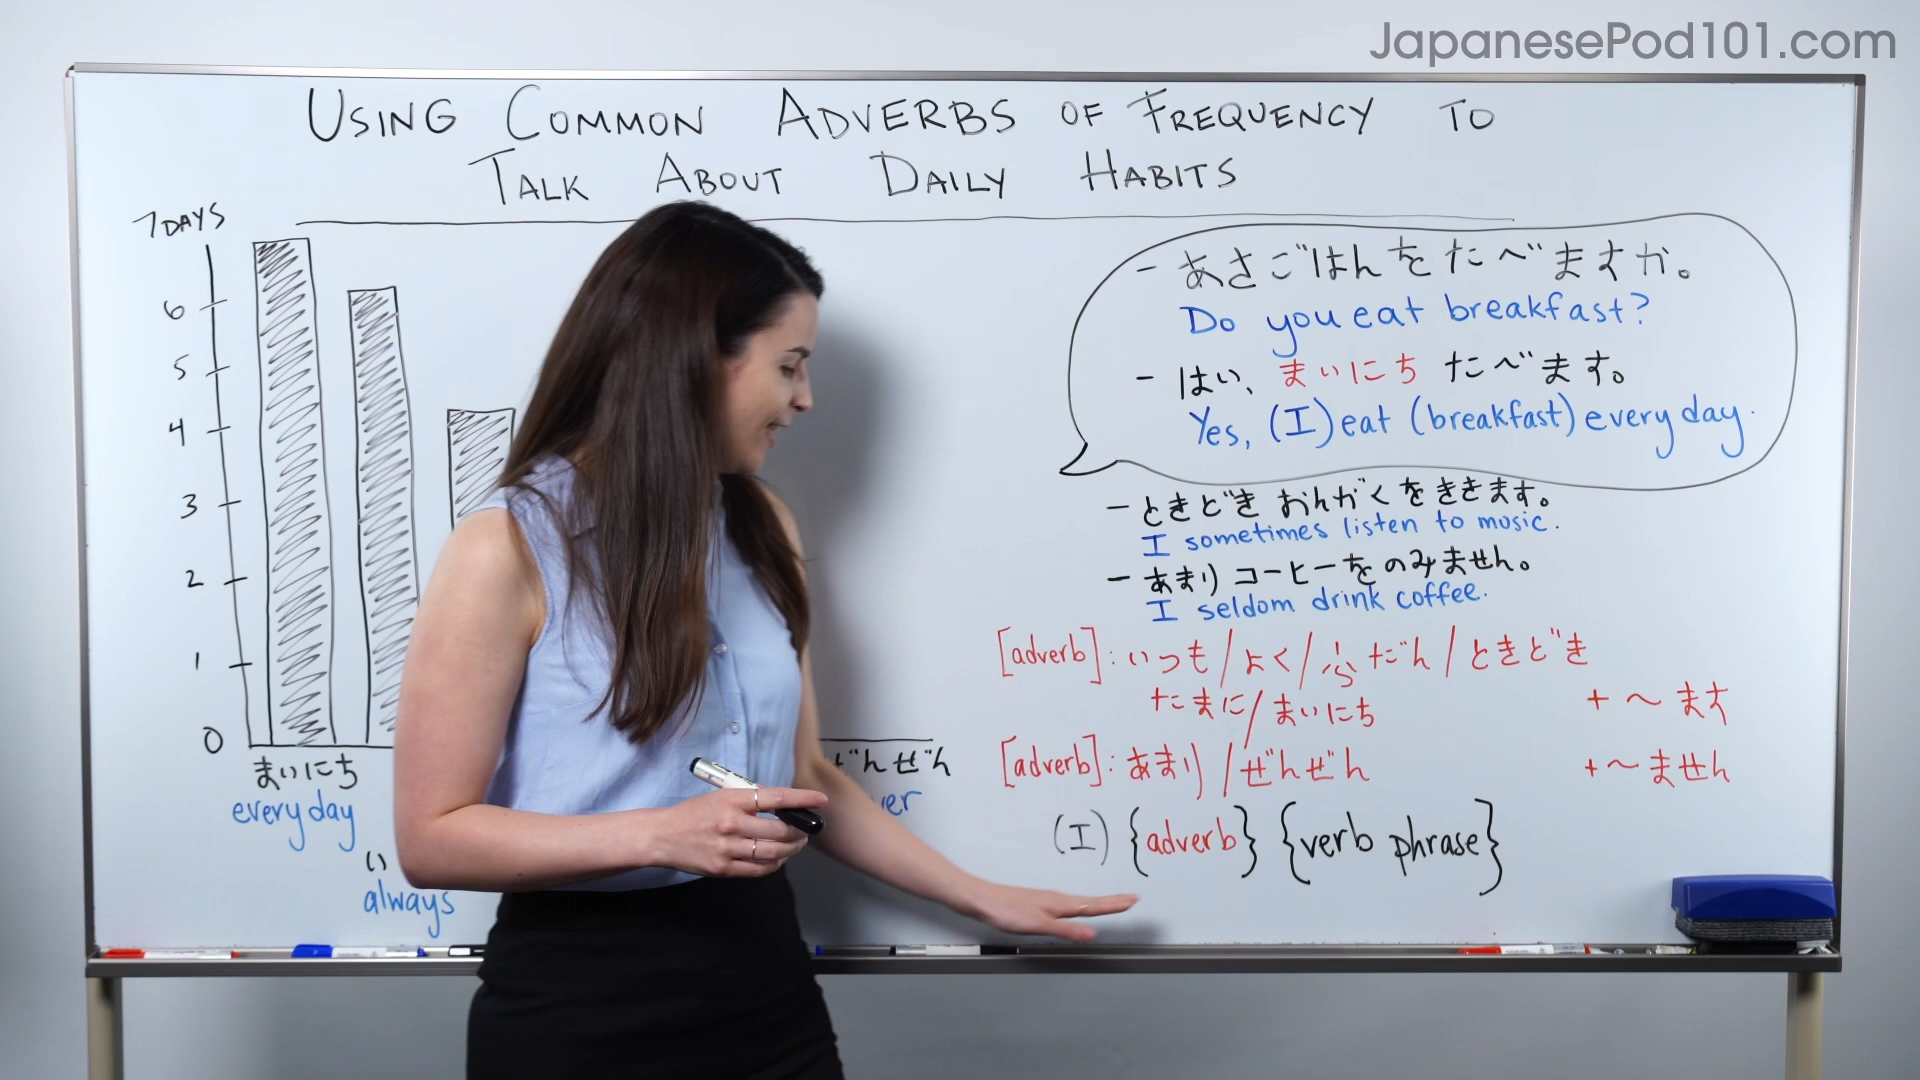 JapanesePod101.com
USING COMMON ADVERBS OF FREQUENCY TO
TALK ABOUT DAILY HABITS
7 DAYS
6
5
4
3
2
1
0
まいにち
every day
い
always
んぜん
- あさごはんをたべますか。
Do you eat breakfast?
- はい、まいにち たべます。
Yes, (I) eat (breakfast) every day.
- ときどき おんがくをききます。
I sometimes listen to music.
- あまり コーヒーをのみません。
I seldom drink coffee.
[adverb]: いつも / よく / ふだん / ときどき
たまに / まいにち + ～ ます
[adverb]: あまり / ぜんぜん + ～ ません
(I) {adverb} {verb phrase}